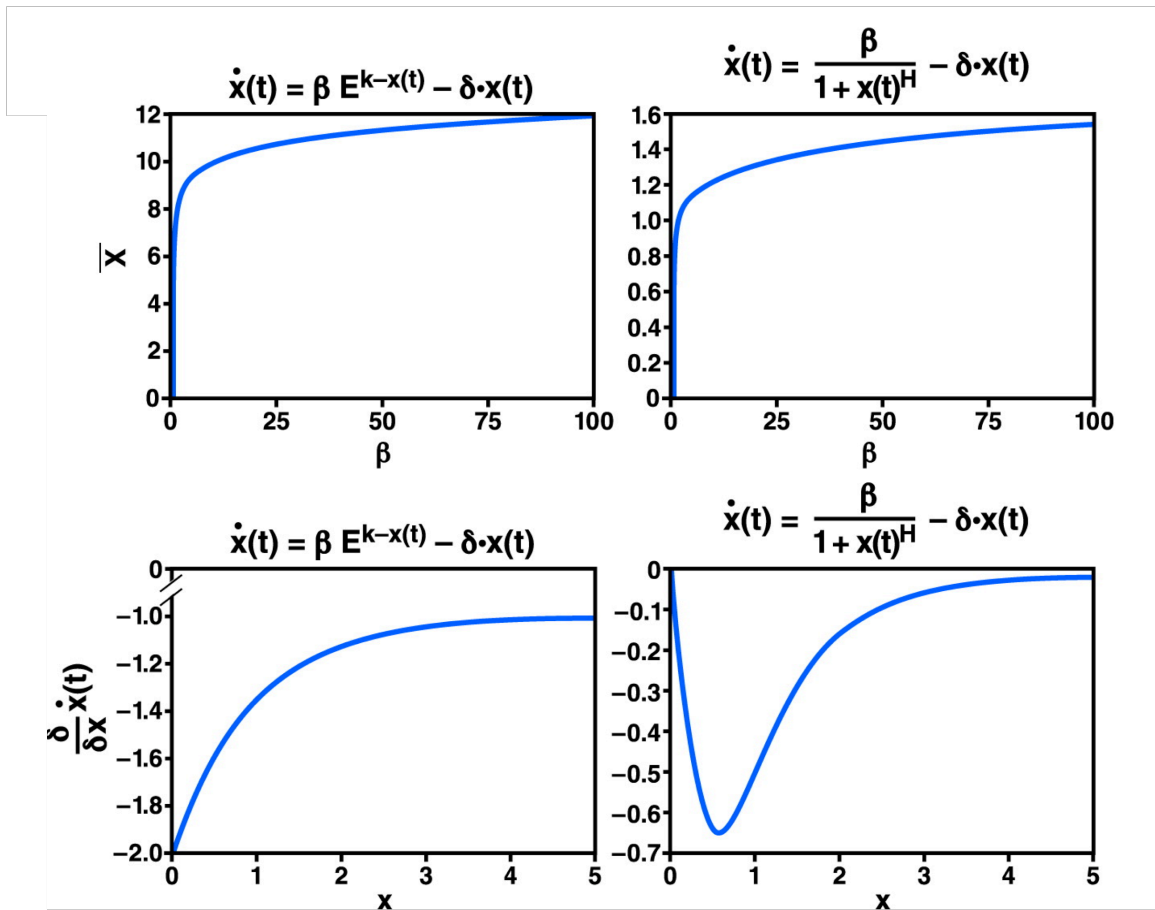 ẋ(t) = β E^{k−x(t)} − δ•x(t)
12
10
8
6
4
2
0
x̄
0 25 50 75 100
β
ẋ(t) = β / (1 + x(t)^H) − δ•x(t)
1.6
1.4
1.2
1.0
0.8
0.6
0.4
0.2
0
0 25 50 75 100
β
ẋ(t) = β E^{k−x(t)} − δ•x(t)
0
−1.0
−1.2
−1.4
−1.6
−1.8
−2.0
δ/δx ẋ(t)
0 1 2 3 4 5
x
ẋ(t) = β / (1 + x(t)^H) − δ•x(t)
0
−0.1
−0.2
−0.3
−0.4
−0.5
−0.6
−0.7
0 1 2 3 4 5
x